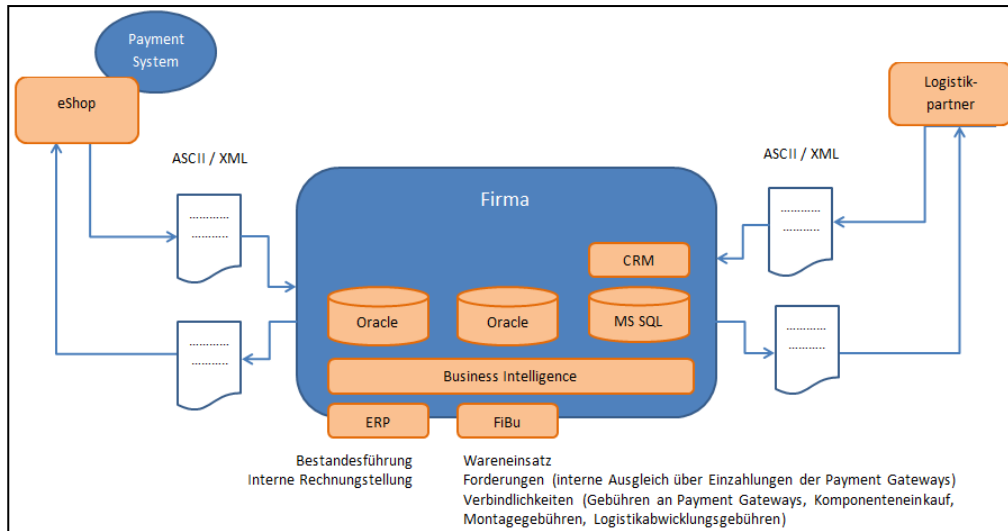 Payment
System
eShop
Logistik-
partner
ASCII / XML
ASCII / XML
Firma
............
...........
............
...........
CRM
Oracle
Oracle
MS SQL
............
...........
............
...........
Business Intelligence
ERP
FiBu
Bestandesführung
Interne Rechnungstellung
Wareneinsatz
Forderungen (interne Ausgleich über Einzahlungen der Payment Gateways)
Verbindlichkeiten (Gebühren an Payment Gateways, Komponenteneinkauf,
Montagegebühren, Logistikabwicklungsgebühren)